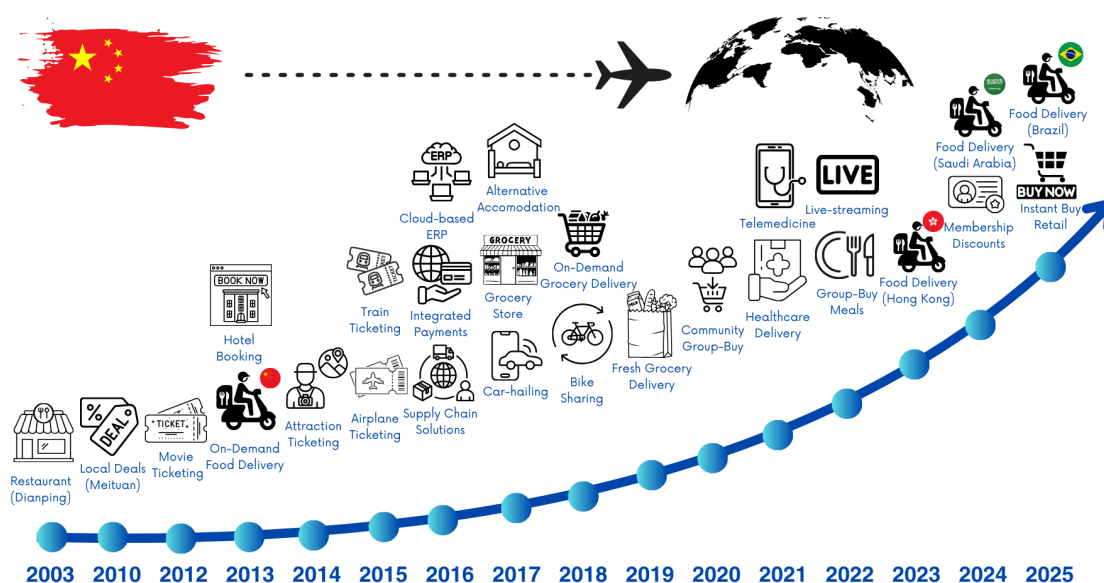 ERP
Cloud-based
ERP
Alternative
Accomodation
LIVE
Telemedicine
Live-streaming
Food Delivery
(Brazil)
Food Delivery
(Saudi Arabia)
BUY NOW
Instant Buy
Retail
Membership
Discounts
BOOK NOW
Hotel
Booking
TICKET
Train
Ticketing
Integrated
Payments
GROCERY
Grocery
Store
On-Demand
Grocery Delivery
Community
Group-Buy
Healthcare
Delivery
Group-Buy
Meals
Food Delivery
(Hong Kong)
Restaurant
(Dianping)
%
DEAL
Local Deals
(Meituan)
TICKET
Movie
Ticketing
On-Demand
Food Delivery
Attraction
Ticketing
Airplane
Ticketing
Supply Chain
Solutions
Car-hailing
Bike
Sharing
MILK
Fresh Grocery
Delivery
2003 2010 2012 2013 2014 2015 2016 2017 2018 2019 2020 2021 2022 2023 2024 2025